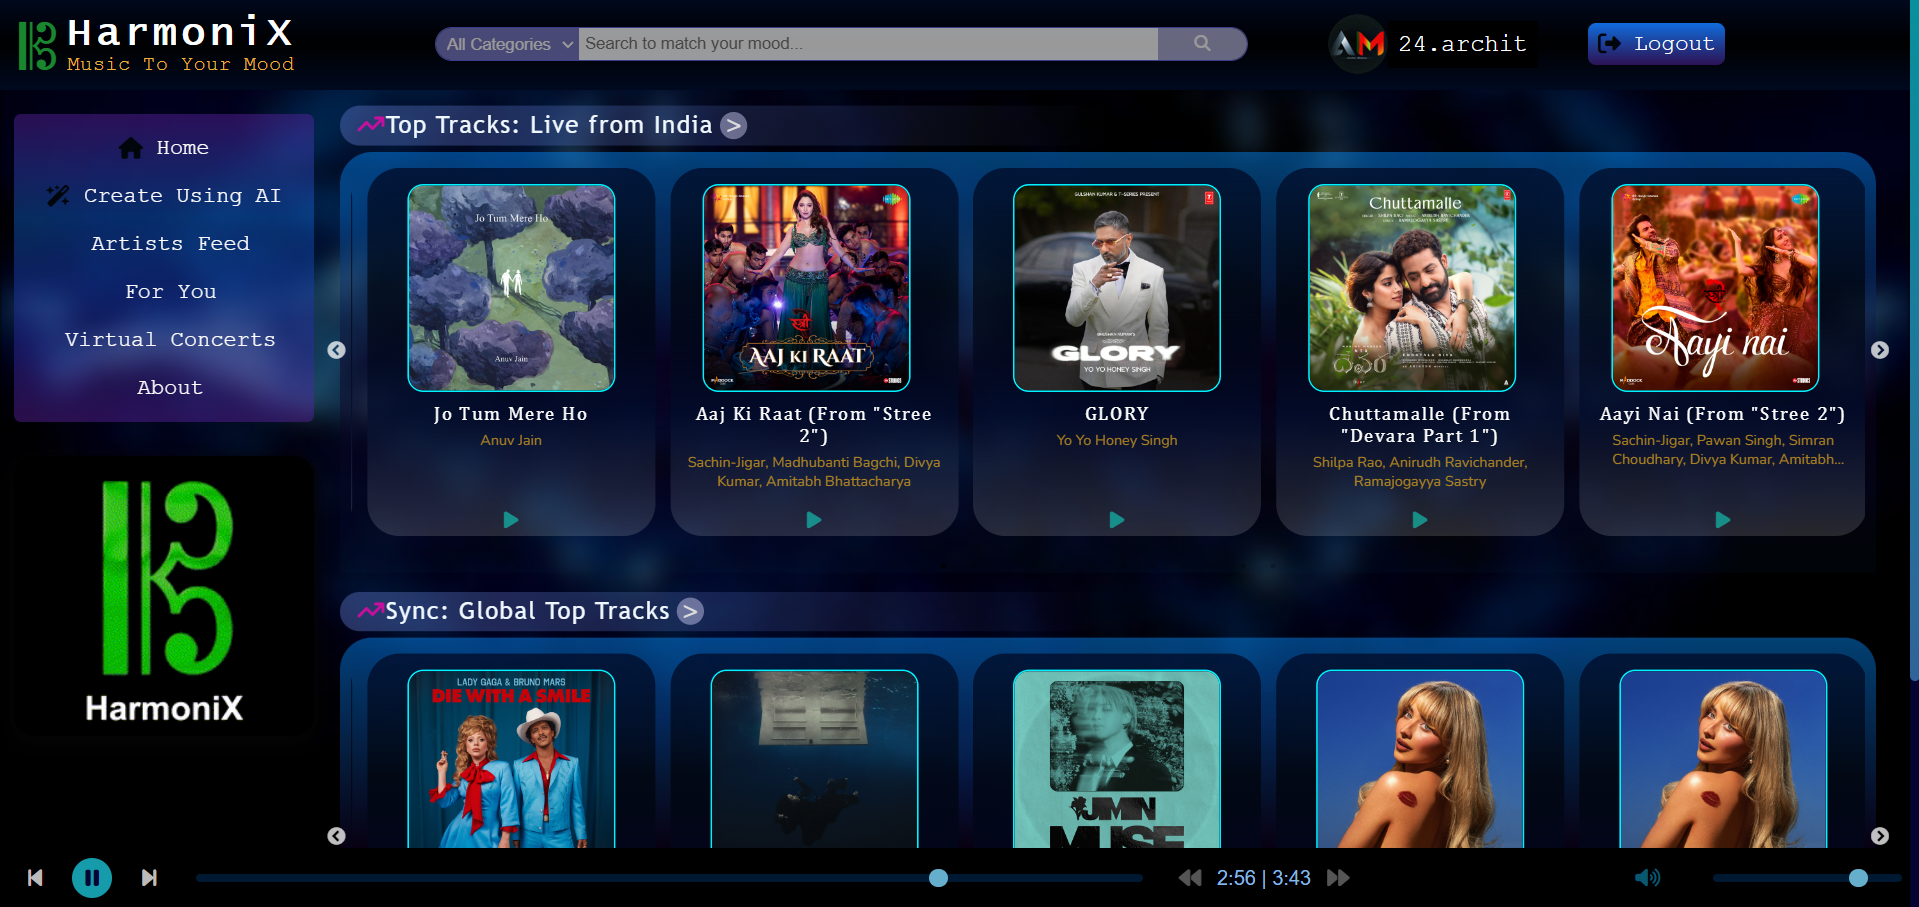 HarmoniX
Music To Your Mood
All Categories
Search to match your mood...
AM
24.archit
Logout
Home
Create Using AI
Artists Feed
For You
Virtual Concerts
About
HarmoniX
Top Tracks: Live from India >
Jo Tum Mere Ho
Anuv Jain
Jo Tum Mere Ho
Anuv Jain
स्त्री
AAJ KI RAAT
Aaj Ki Raat (From "Stree
2")
Sachin-Jigar, Madhubanti Bagchi, Divya
Kumar, Amitabh Bhattacharya
GULSHAN KUMAR & T-SERIES PRESENT
BHUSHAN KUMAR'S
GLORY
YO YO HONEY SINGH
GLORY
Yo Yo Honey Singh
Chuttamalle
Chuttamalle (From
"Devara Part 1")
Shilpa Rao, Anirudh Ravichander,
Ramajogayya Sastry
स्त्री
Aayi nai
Aayi Nai (From "Stree 2")
Sachin-Jigar, Pawan Singh, Simran
Choudhary, Divya Kumar, Amitabh...
Sync: Global Top Tracks >
LADY GAGA & BRUNO MARS
DIE WITH A SMILE
JIMIN
MUSE
2:56 | 3:43